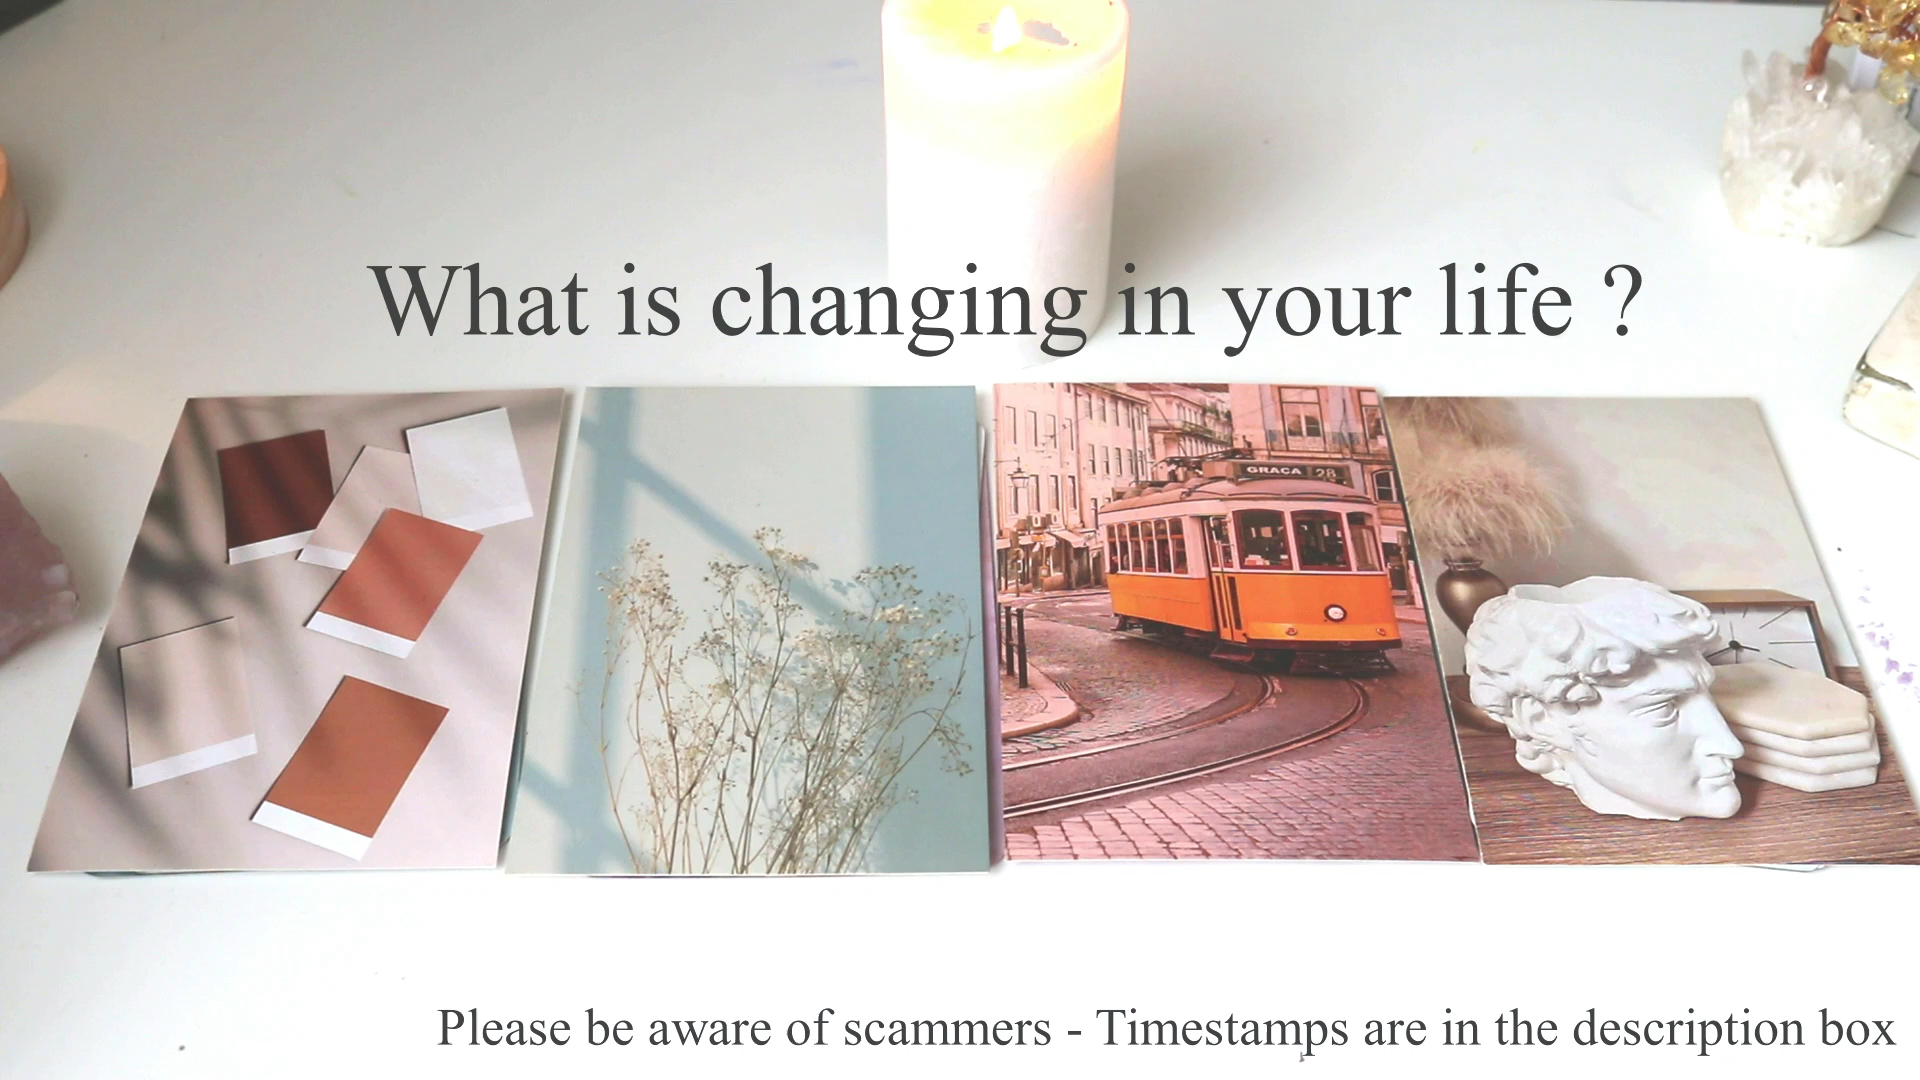 What is changing in your life ?
GRACA 28
Please be aware of scammers - Timestamps are in the description box